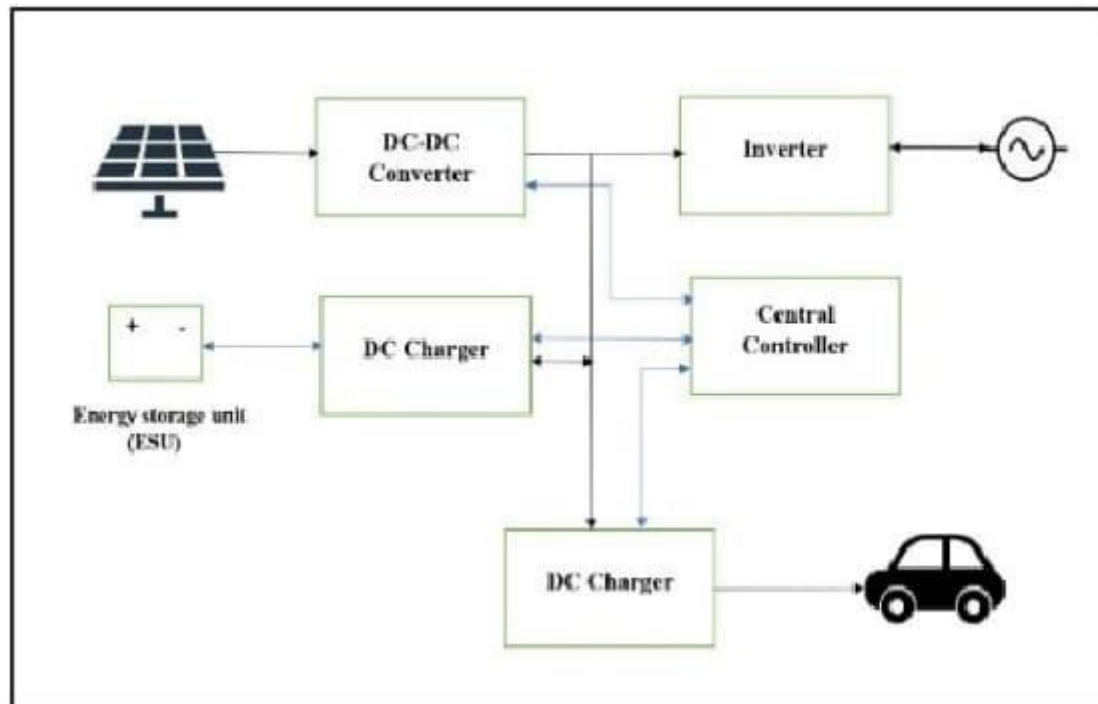 DC-DC
Converter
Inverter
+ -
DC Charger
Central
Controller
Energy storage unit
(ESU)
DC Charger